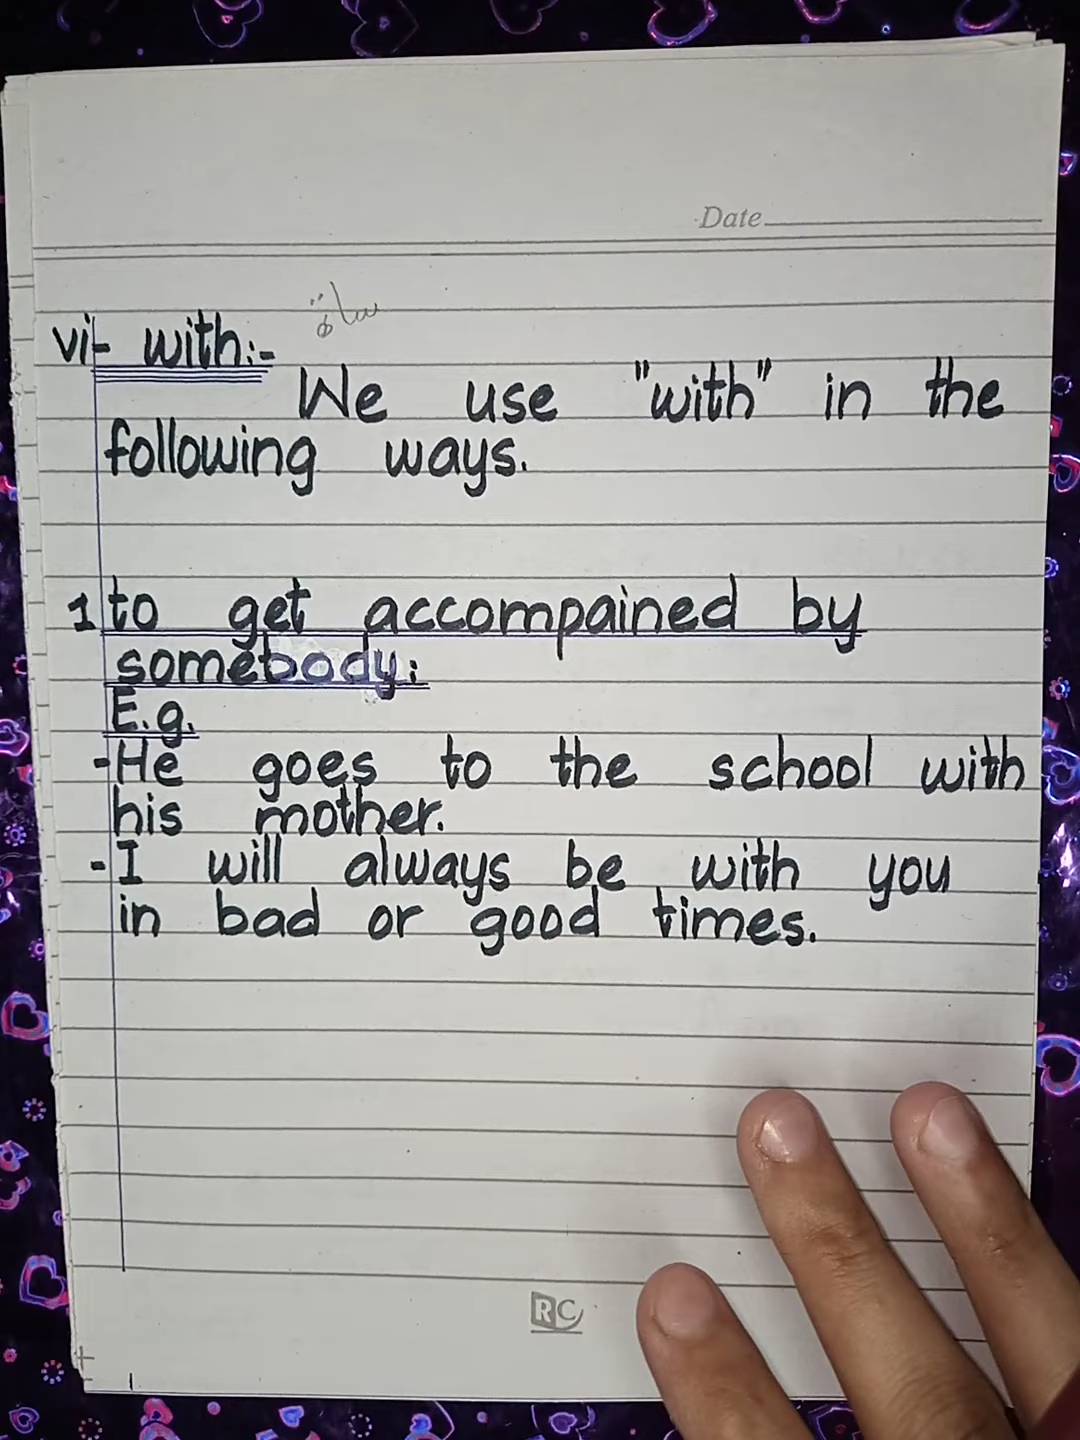 Date
ساتھ
vi- with:-
We use "with" in the
following ways.
1 to get accompained by
somebody:
E.g.
-He goes to the school with
his mother.
-I will always be with you
in bad or good times.
RC